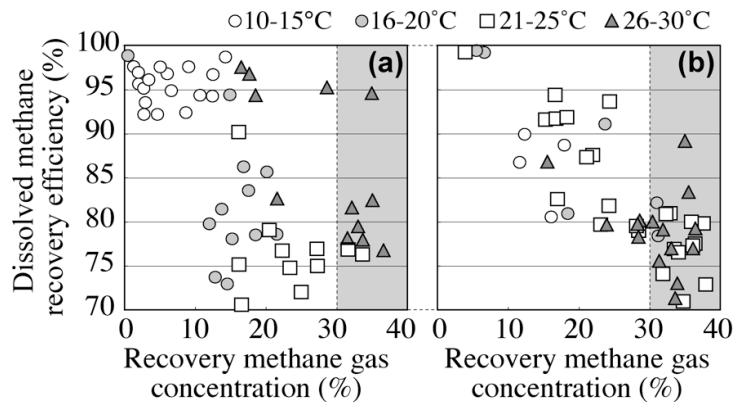 10-15°C 16-20°C 21-25°C 26-30°C
Dissolved methane
recovery efficiency (%)
100
95
90
85
80
75
70
(a)
(b)
0 10 20 30 40
0 10 20 30 40
Recovery methane gas
concentration (%)
Recovery methane gas
concentration (%)